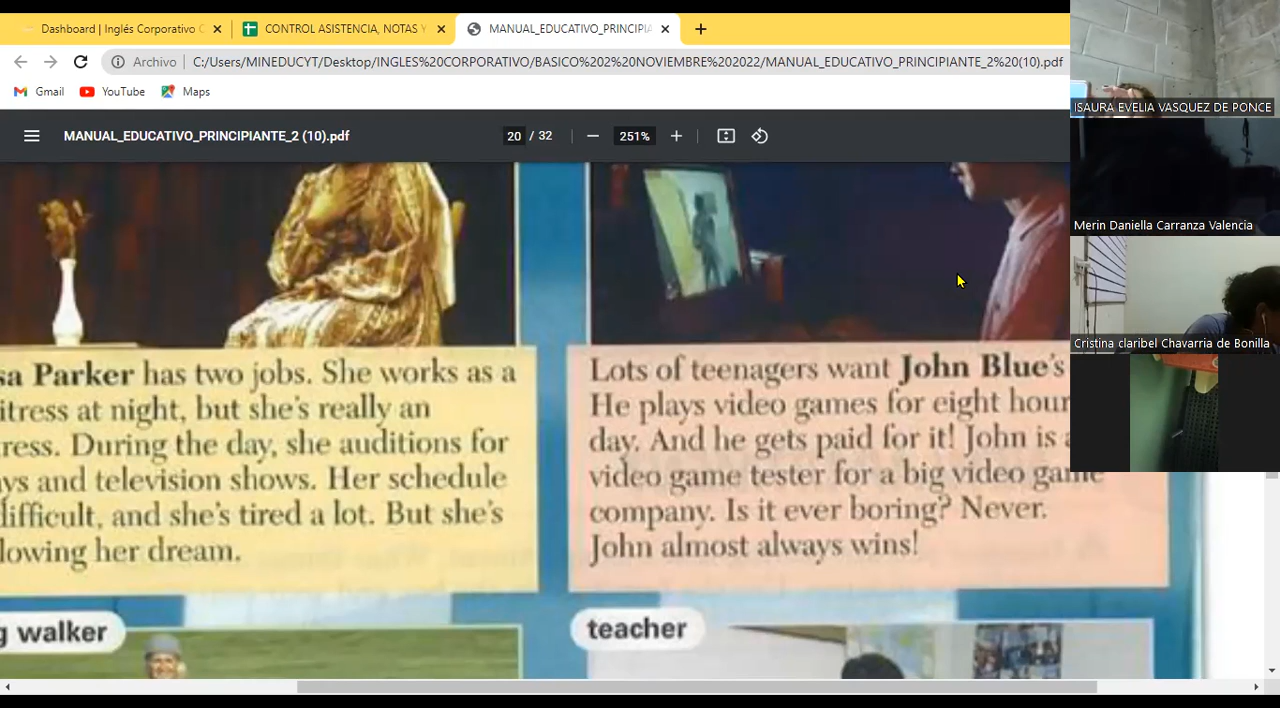 Dashboard | Inglés Corporativo
CONTROL ASISTENCIA, NOTAS Y
MANUAL_EDUCATIVO_PRINCIPIA
Archivo
C:/Users/MINEDUCYT/Desktop/INGLES%20CORPORATIVO/BASICO%202%20NOVIEMBRE%202022/MANUAL_EDUCATIVO_PRINCIPIANTE_2%20(10).pdf
Gmail
YouTube
Maps
MANUAL_EDUCATIVO_PRINCIPIANTE_2 (10).pdf
20 / 32
251%
ISAURA EVELIA VASQUEZ DE PONCE
Merin Daniella Carranza Valencia
Cristina claribel Chavarria de Bonilla
sa Parker has two jobs. She works as a
itress at night, but she's really an
ress. During the day, she auditions for
ys and television shows. Her schedule
difficult, and she's tired a lot. But she's
lowing her dream.
Lots of teenagers want John Blue's
He plays video games for eight hour
day. And he gets paid for it! John is a
video game tester for a big video game
company. Is it ever boring? Never.
John almost always wins!
g walker
teacher